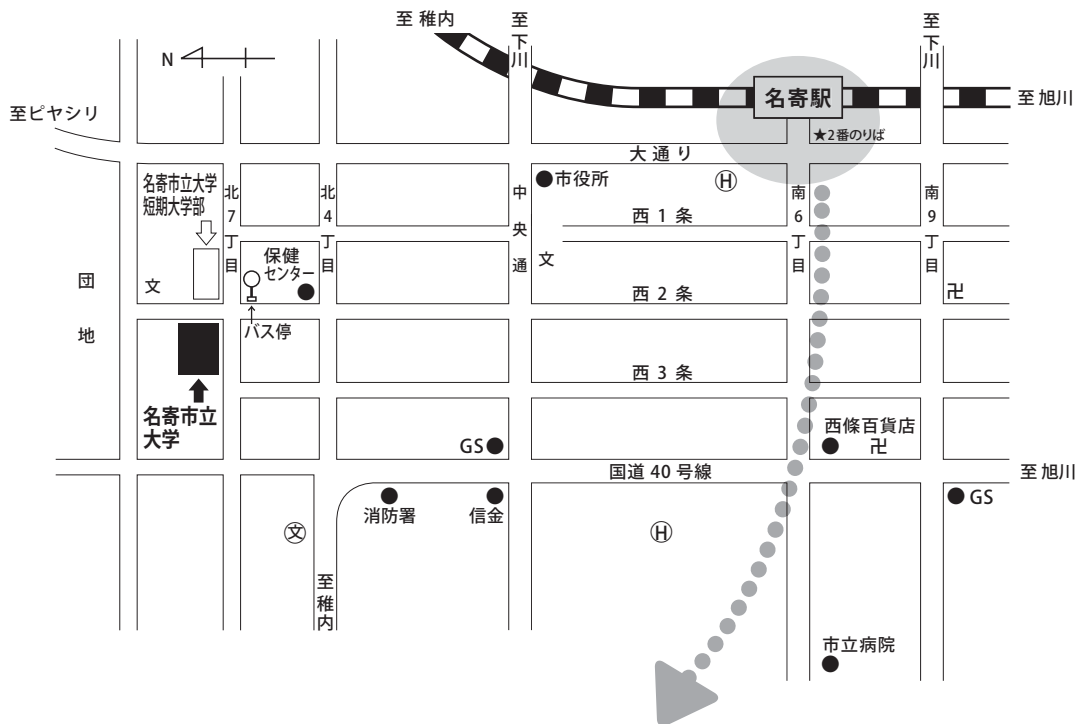 至 稚内
至下川
至下川
N
名寄駅
至 旭川
至ピヤシリ
★2番のりば
大 通 り
名寄市立大学
短期大学部
北7丁目
北4丁目
中央通
市役所
H
南6丁目
南9丁目
西 1 条
保健
センター
文
文
団地
西 2 条
卍
バス停
西 3 条
名寄市立
大学
GS
西條百貨店
卍
国道 40 号線
至 旭川
消防署
信金
GS
文
H
至稚内
市立病院